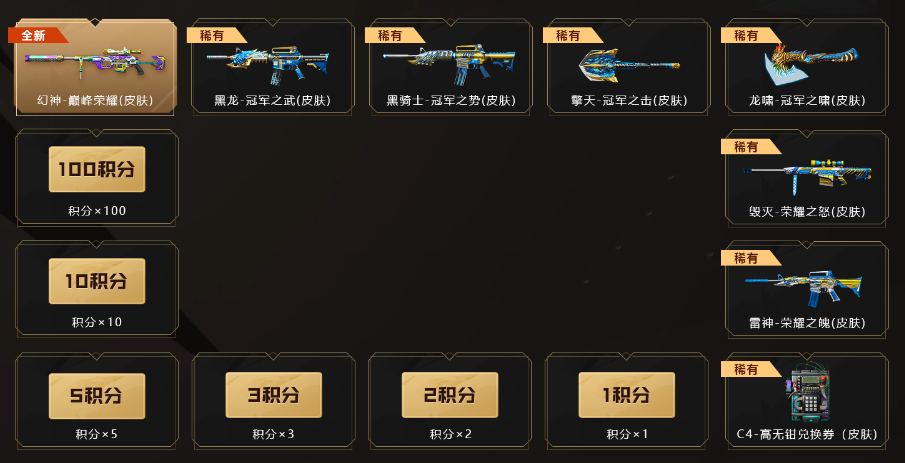 全新
幻神-巅峰荣耀(皮肤)
稀有
黑龙-冠军之武(皮肤)
稀有
黑骑士-冠军之势(皮肤)
稀有
擎天-冠军之击(皮肤)
稀有
龙啸-冠军之啸(皮肤)
100积分
积分×100
稀有
毁灭-荣耀之怒(皮肤)
10积分
积分×10
稀有
雷神-荣耀之魄(皮肤)
5积分
积分×5
3积分
积分×3
2积分
积分×2
1积分
积分×1
稀有
C4-高无钳兑换券（皮肤）